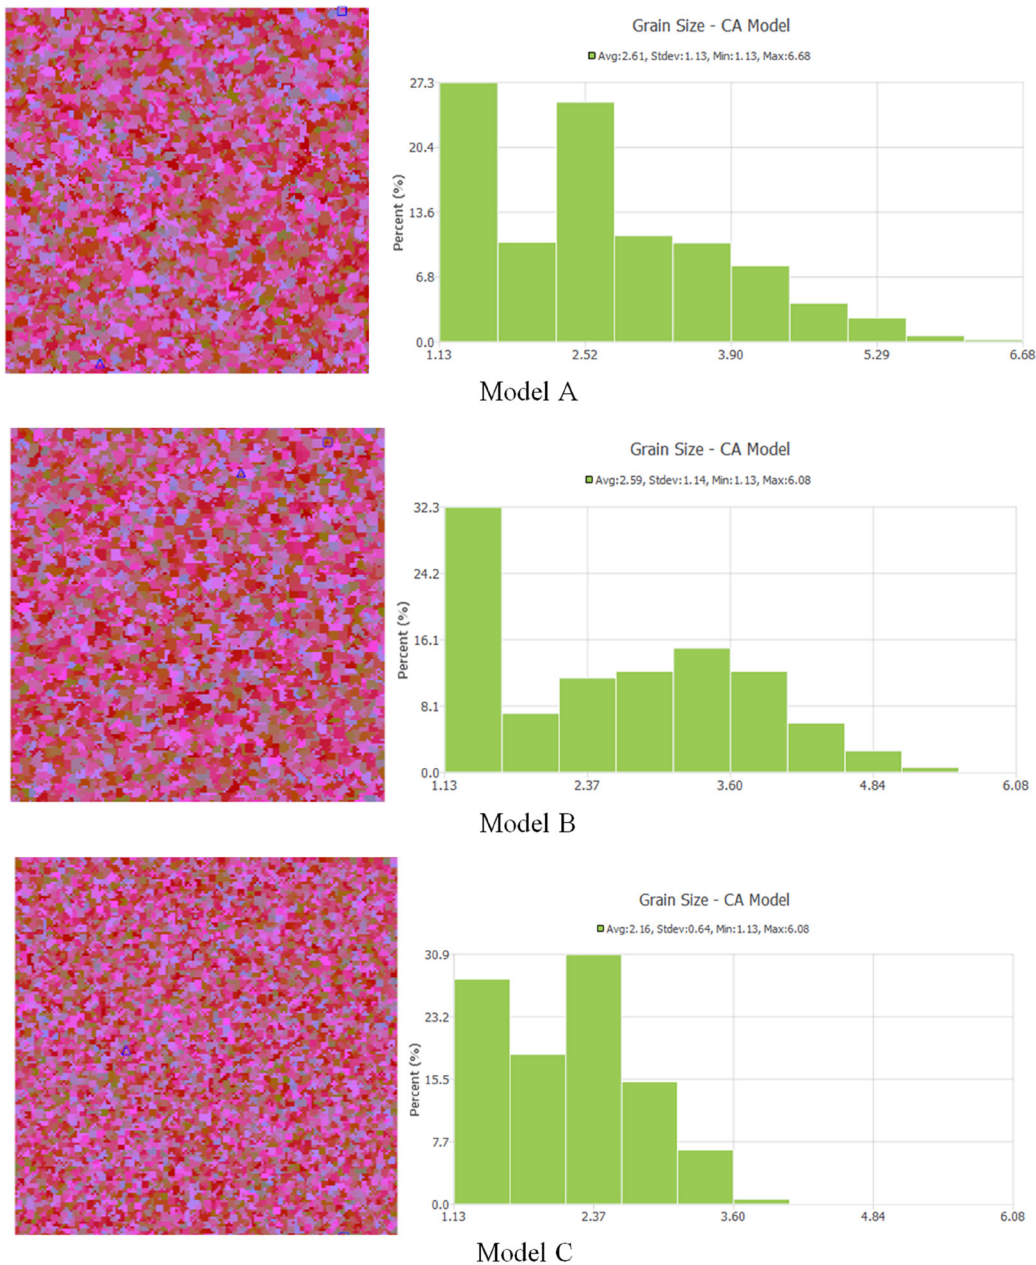 Grain Size - CA Model
Avg:2.61, Stdev:1.13, Min:1.13, Max:6.68
27.3
20.4
13.6
6.8
0.0
Percent (%)
1.13 2.52 3.90 5.29 6.68
Model A
Grain Size - CA Model
Avg:2.59, Stdev:1.14, Min:1.13, Max:6.08
32.3
24.2
16.1
8.1
0.0
Percent (%)
1.13 2.37 3.60 4.84 6.08
Model B
Grain Size - CA Model
Avg:2.16, Stdev:0.64, Min:1.13, Max:6.08
30.9
23.2
15.5
7.7
0.0
Percent (%)
1.13 2.37 3.60 4.84 6.08
Model C